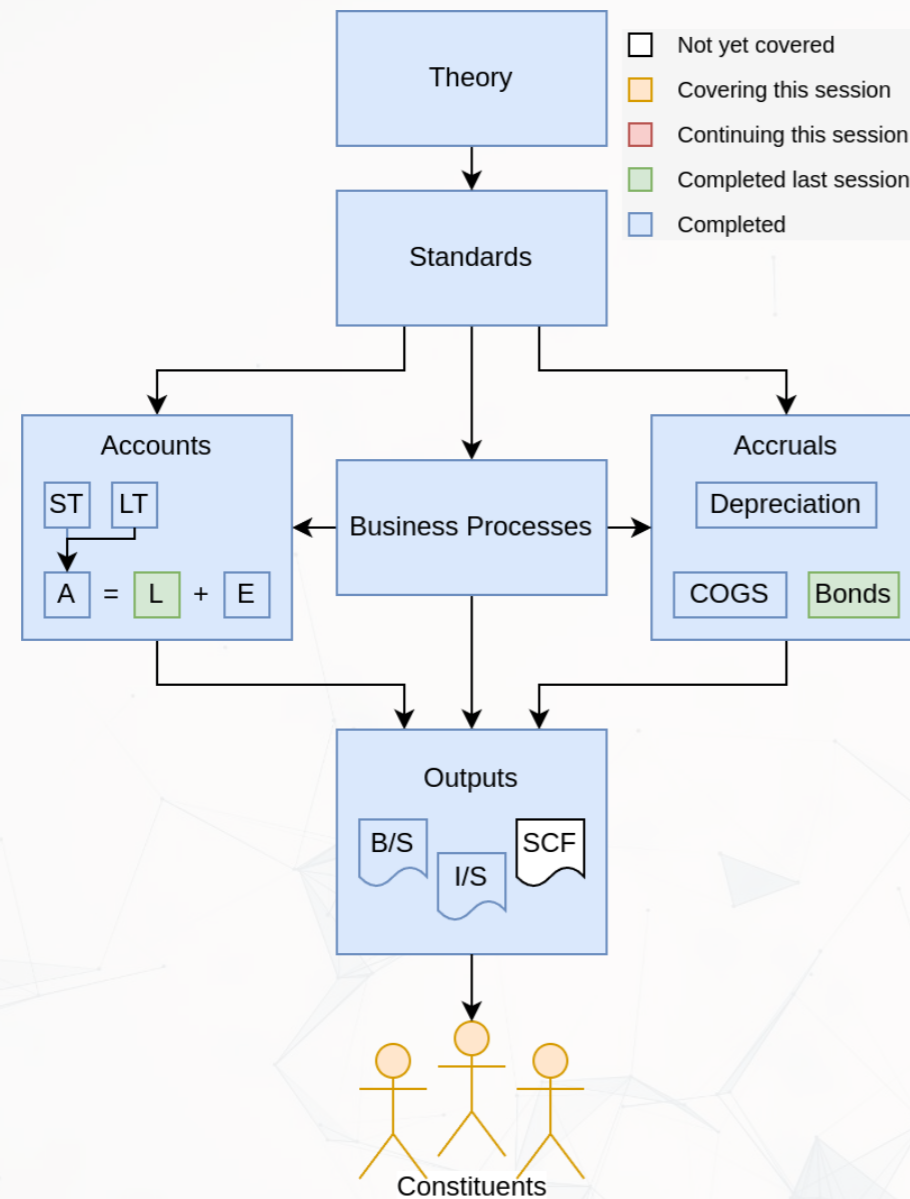 Theory
Not yet covered
Covering this session
Continuing this session
Completed last session
Completed
Standards
Accounts
ST LT
A = L + E
Business Processes
Accruals
Depreciation
COGS Bonds
Outputs
B/S
I/S
SCF
Constituents